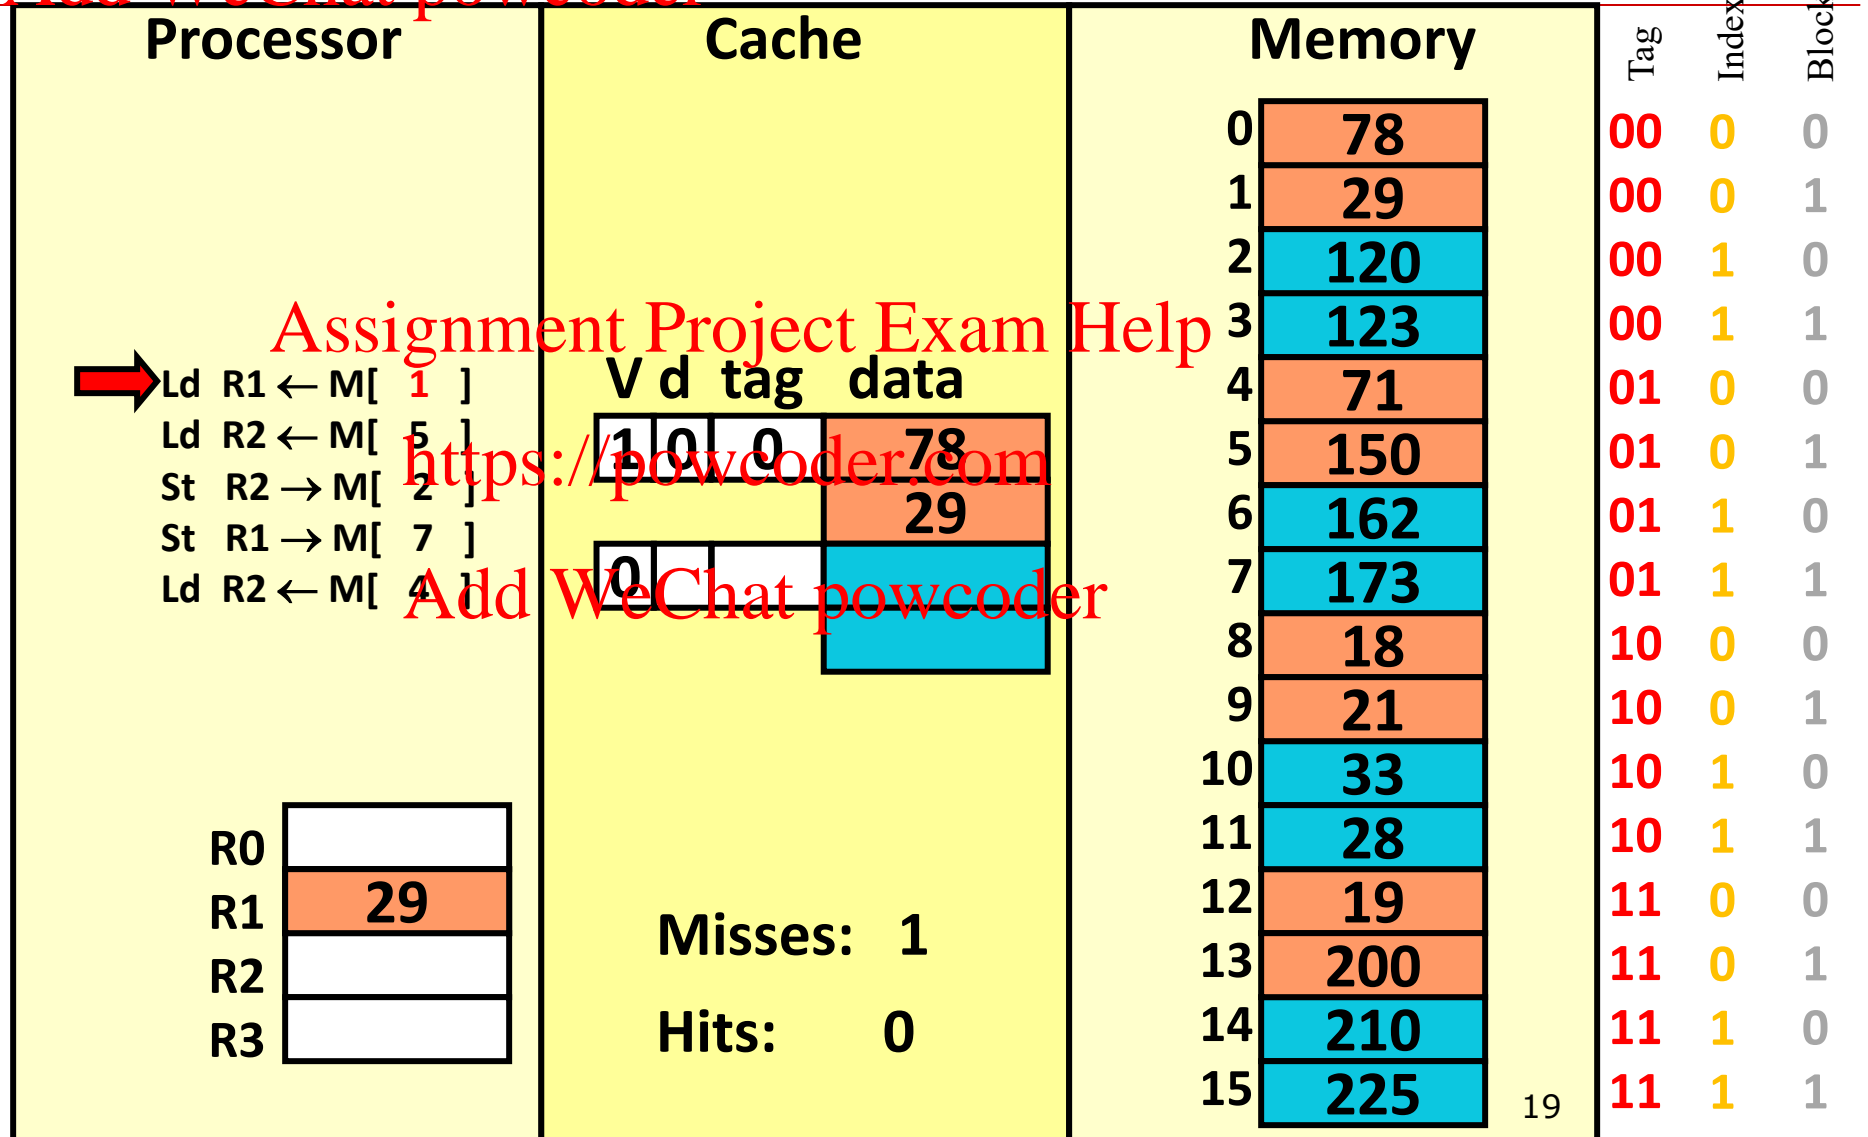 Add WeChat powcoder
Processor
Cache
Memory
Tag
Index
Block
0 78 00 0 0
1 29 00 0 1
2 120 00 1 0
3 123 00 1 1
4 71 01 0 0
5 150 01 0 1
6 162 01 1 0
7 173 01 1 1
8 18 10 0 0
9 21 10 0 1
10 33 10 1 0
11 28 10 1 1
12 19 11 0 0
13 200 11 0 1
14 210 11 1 0
15 225 11 1 1
Assignment Project Exam Help
Ld R1 ← M[ 1 ]
Ld R2 ← M[ 5 ]
St R2 → M[ 2 ]
St R1 → M[ 7 ]
Ld R2 ← M[ 4 ]
V d tag data
1 0 0 78
29
0
https://powcoder.com
Add WeChat powcoder
R0
R1 29
R2
R3
Misses: 1
Hits: 0
19